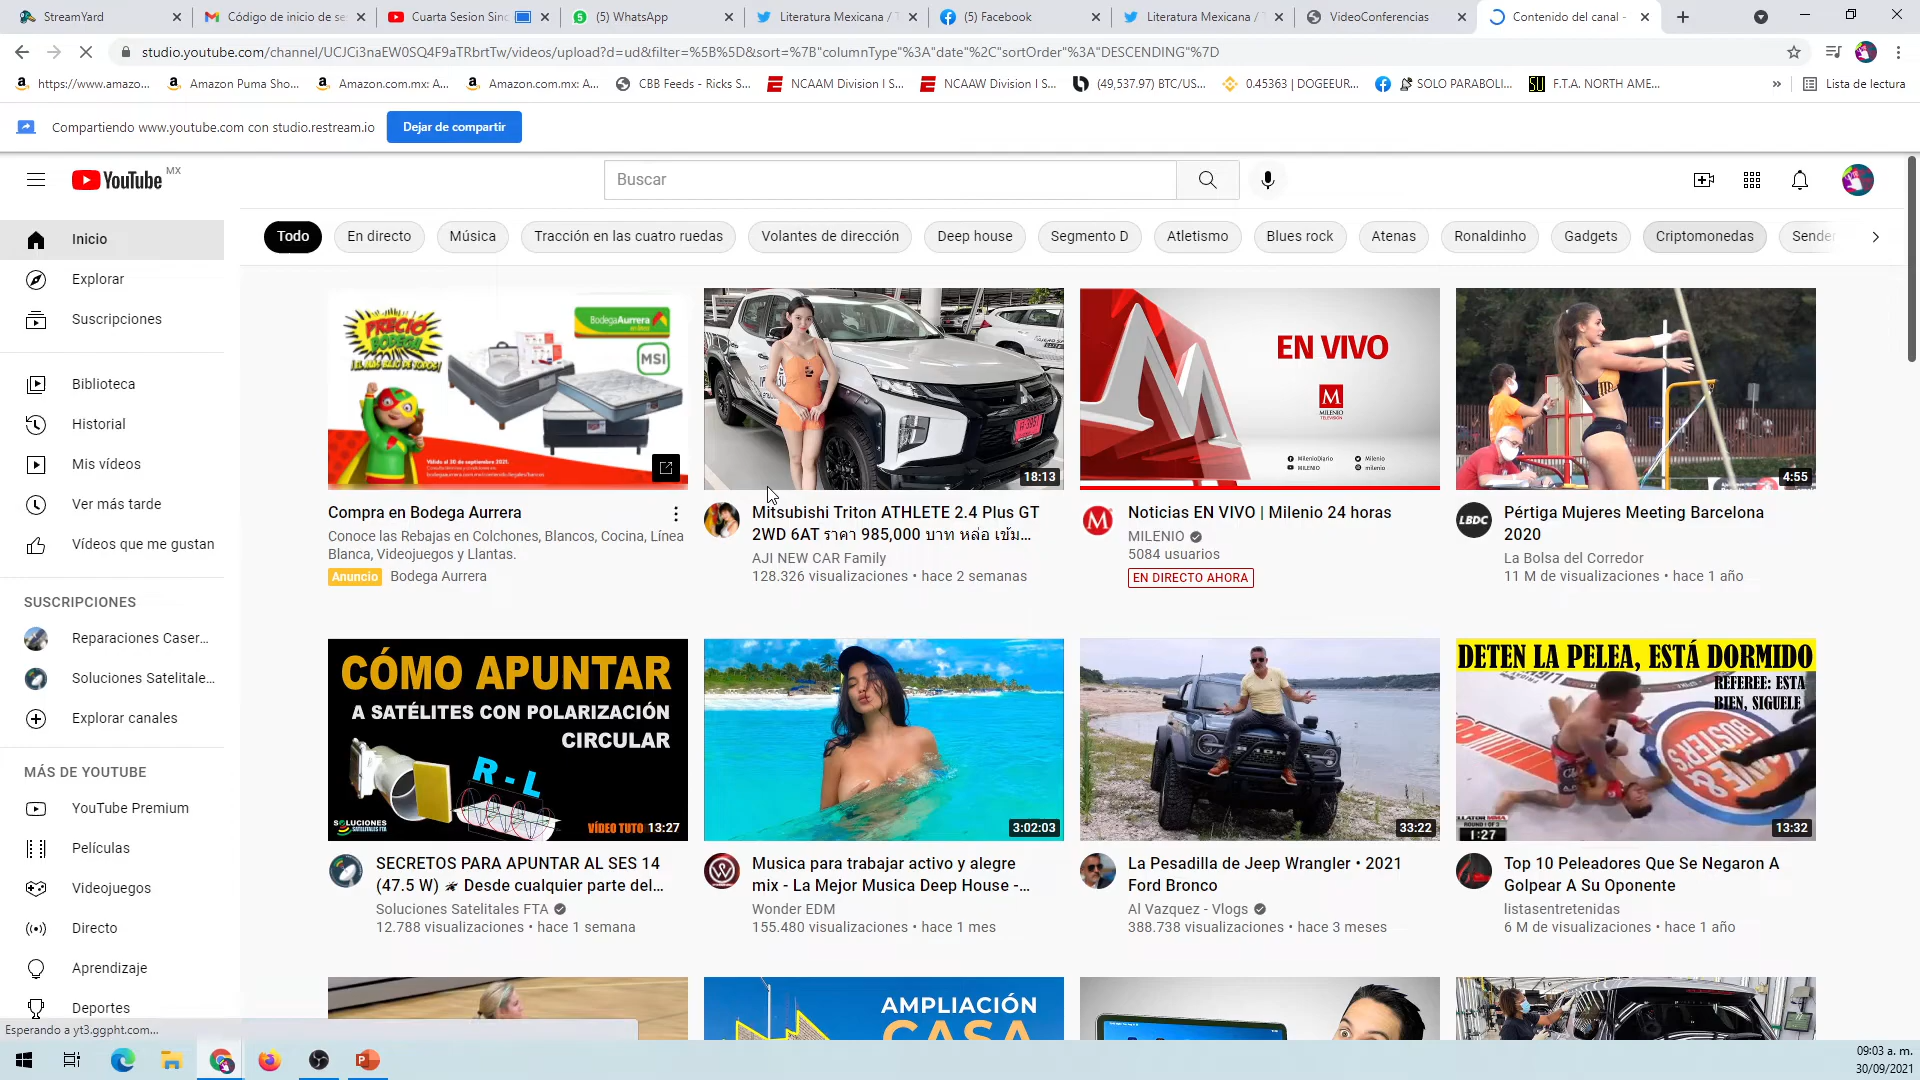 StreamYard
Código de inicio de se
Cuarta Sesion Sinc
(5) WhatsApp
Literatura Mexicana / T
(5) Facebook
Literatura Mexicana / T
VideoConferencias
Contenido del canal -
studio.youtube.com/channel/UCJCi3naEW0SQ4F9aTRbrtTw/videos/upload?d=ud&filter=%5B%5D&sort=%7B"columnType"%3A"date"%2C"sortOrder"%3A"DESCENDING"%7D
https://www.amazo...
Amazon Puma Sho...
Amazon.com.mx: A...
Amazon.com.mx: A...
CBB Feeds - Ricks S...
NCAAM Division I S...
NCAAW Division I S...
(49,537.97) BTC/US...
0.45363 | DOGEEUR...
SOLO PARABOLI...
F.T.A. NORTH AME...
»
Lista de lectura
Compartiendo www.youtube.com con studio.restream.io
Dejar de compartir
YouTube MX
Buscar
Todo
En directo
Música
Tracción en las cuatro ruedas
Volantes de dirección
Deep house
Segmento D
Atletismo
Blues rock
Atenas
Ronaldinho
Gadgets
Criptomonedas
Sender
Inicio
Explorar
Suscripciones
Biblioteca
Historial
Mis vídeos
Ver más tarde
Vídeos que me gustan
SUSCRIPCIONES
Reparaciones Caser...
Soluciones Satelitale...
Explorar canales
MÁS DE YOUTUBE
YouTube Premium
Películas
Videojuegos
Directo
Aprendizaje
Deportes
PRECIO
BODEGA
BodegaAurrera
MSI
18:13
EN VIVO
M
MILENIO
TELEVISIÓN
MilenioDiario
Milenio
MILENIO
milenio
4:55
Compra en Bodega Aurrera
Conoce las Rebajas en Colchones, Blancos, Cocina, Línea
Blanca, Videojuegos y Llantas.
Anuncio Bodega Aurrera
Mitsubishi Triton ATHLETE 2.4 Plus GT
2WD 6AT ราคา 985,000 บาท หล่อ เข้ม...
AJI NEW CAR Family
128.326 visualizaciones • hace 2 semanas
Noticias EN VIVO | Milenio 24 horas
MILENIO
5084 usuarios
EN DIRECTO AHORA
LBDC
Pértiga Mujeres Meeting Barcelona
2020
La Bolsa del Corredor
11 M de visualizaciones • hace 1 año
CÓMO APUNTAR
A SATÉLITES CON POLARIZACIÓN
CIRCULAR
R - L
SOLUCIONES
SATELITALES FTA
VÍDEO TUTO 13:27
3:02:03
33:22
DETEN LA PELEA, ESTÁ DORMIDO
REFEREE: ESTA
BIEN, SIGUELE
1:27
13:32
SECRETOS PARA APUNTAR AL SES 14
(47.5 W) Desde cualquier parte del...
Soluciones Satelitales FTA
12.788 visualizaciones • hace 1 semana
Musica para trabajar activo y alegre
mix - La Mejor Musica Deep House -...
Wonder EDM
155.480 visualizaciones • hace 1 mes
La Pesadilla de Jeep Wrangler • 2021
Ford Bronco
Al Vazquez - Vlogs
388.738 visualizaciones • hace 3 meses
Top 10 Peleadores Que Se Negaron A
Golpear A Su Oponente
listasentretenidas
6 M de visualizaciones • hace 1 año
AMPLIACIÓN
CASA
Esperando a yt3.ggpht.com...
09:03 a. m.
30/09/2021